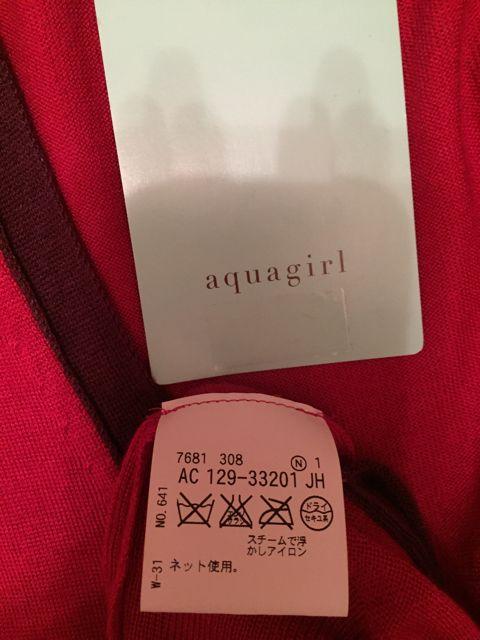 aquagirl
7681 308 N 1
AC 129-33201 JH
ドライ
セキユ系
スチームで浮
かしアイロン
ネット使用。
NO.641
W-31